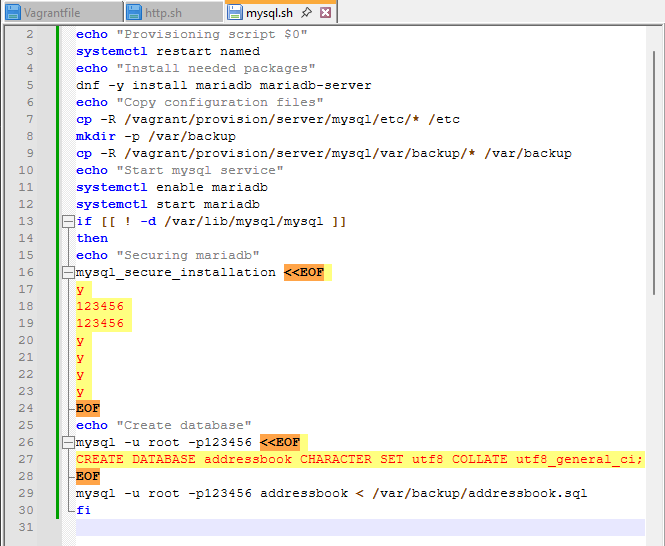 Vagrantfile http.sh mysql.sh
2 echo "Provisioning script $0"
3 systemctl restart named
4 echo "Install needed packages"
5 dnf -y install mariadb mariadb-server
6 echo "Copy configuration files"
7 cp -R /vagrant/provision/server/mysql/etc/* /etc
8 mkdir -p /var/backup
9 cp -R /vagrant/provision/server/mysql/var/backup/* /var/backup
10 echo "Start mysql service"
11 systemctl enable mariadb
12 systemctl start mariadb
13 if [[ ! -d /var/lib/mysql/mysql ]]
14 then
15 echo "Securing mariadb"
16 mysql_secure_installation <<EOF
17 y
18 123456
19 123456
20 y
21 y
22 y
23 y
24 EOF
25 echo "Create database"
26 mysql -u root -p123456 <<EOF
27 CREATE DATABASE addressbook CHARACTER SET utf8 COLLATE utf8_general_ci;
28 EOF
29 mysql -u root -p123456 addressbook < /var/backup/addressbook.sql
30 fi
31